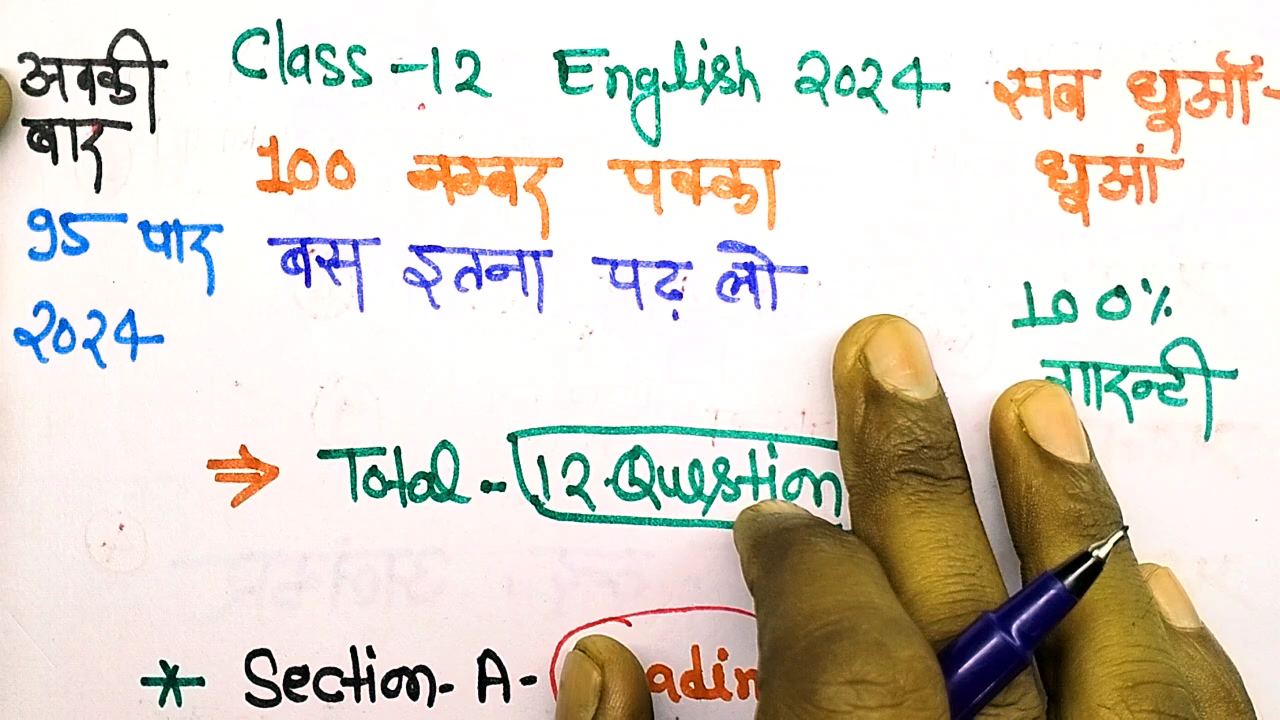 Class-12 English 2024
100 नम्बर पक्का
बस इतना पढ़ लो
अबकी
बार
95 पार
2024
सब धुआँ-
धुआं
100%
गारन्टी
⇒ Total - 12 Question
* Section - A -